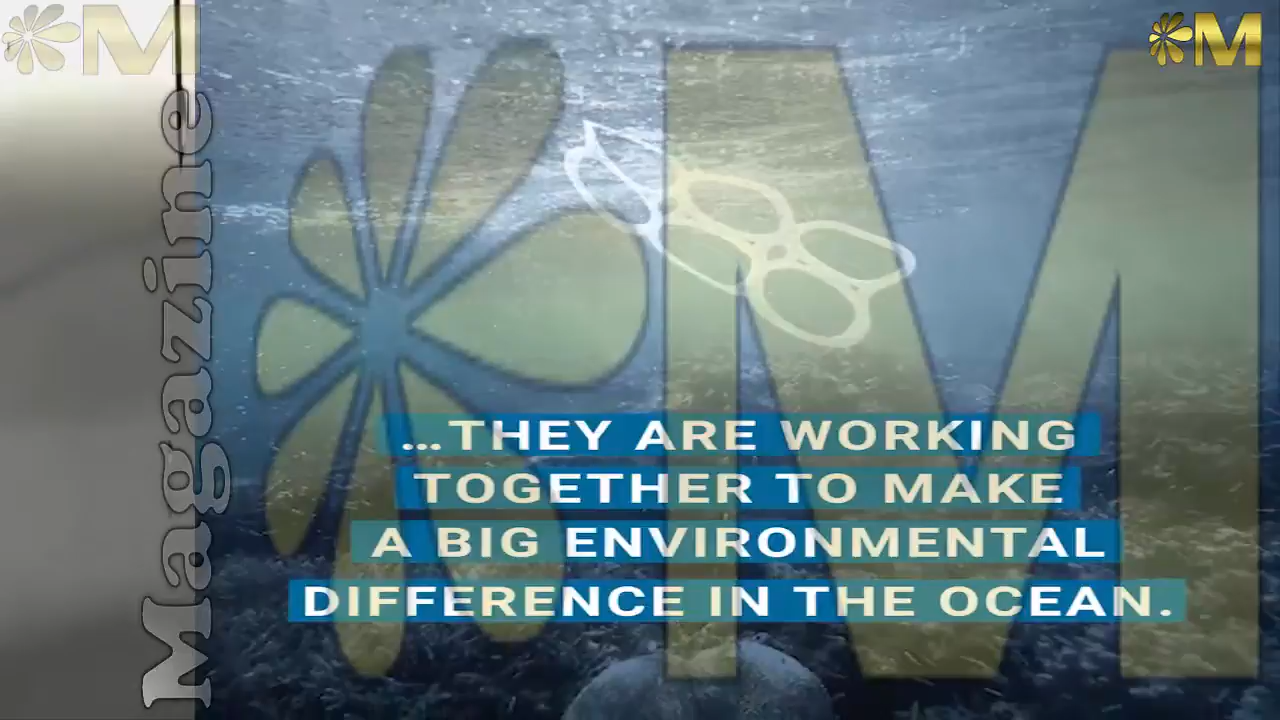 M
M
Magazine
M
…THEY ARE WORKING
TOGETHER TO MAKE
A BIG ENVIRONMENTAL
DIFFERENCE IN THE OCEAN.